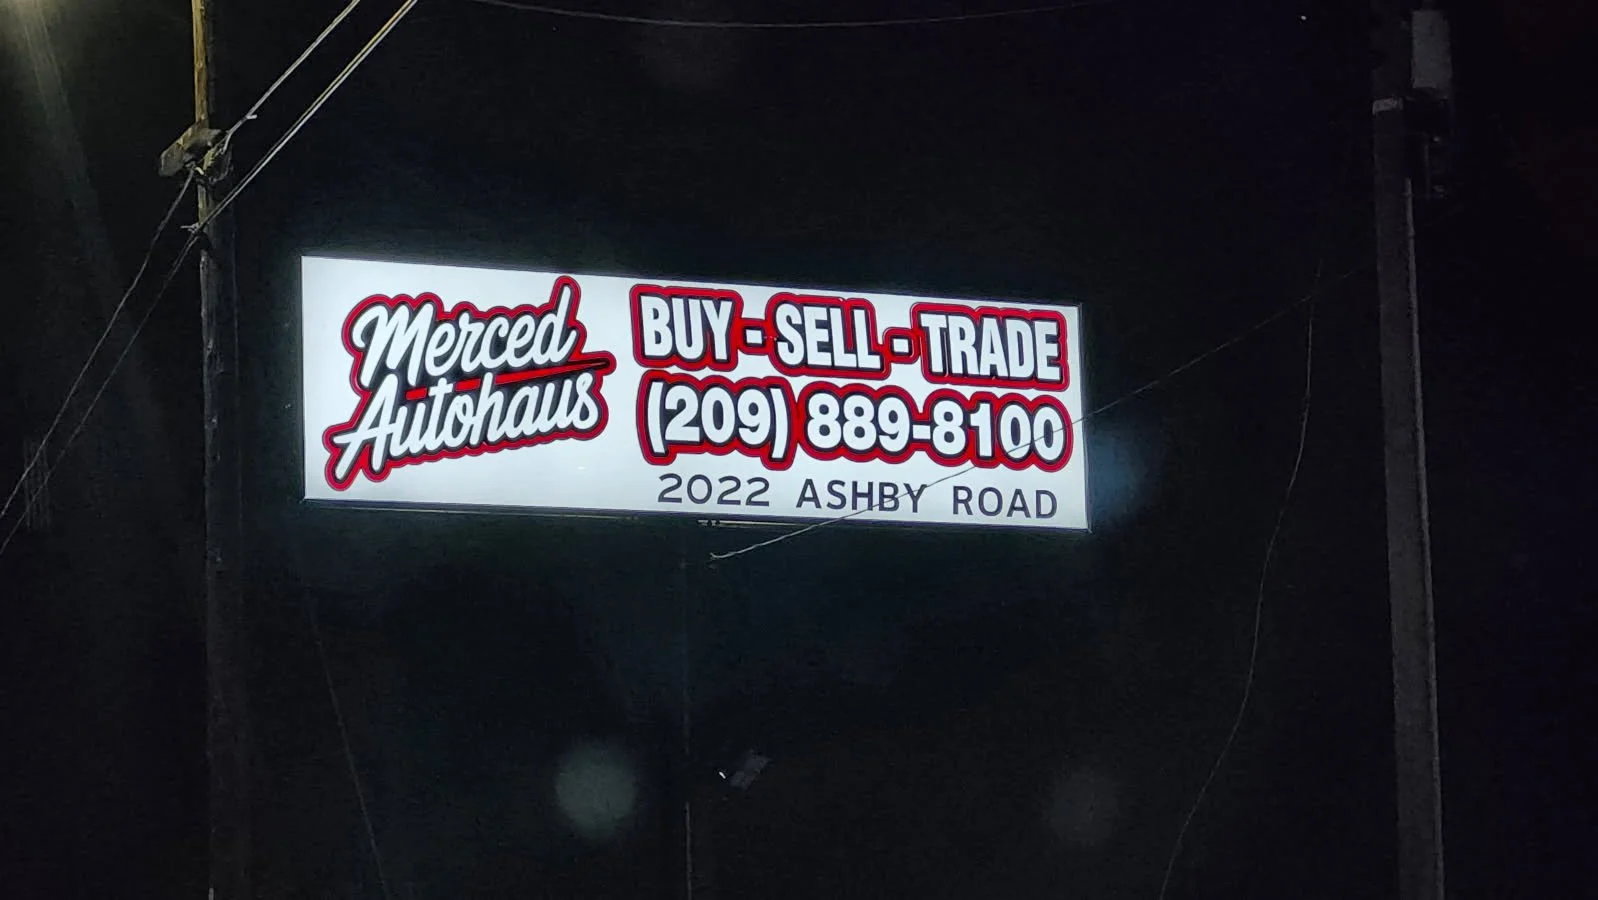 Merced
Autohaus
BUY - SELL - TRADE
(209) 889-8100
2022 ASHBY ROAD